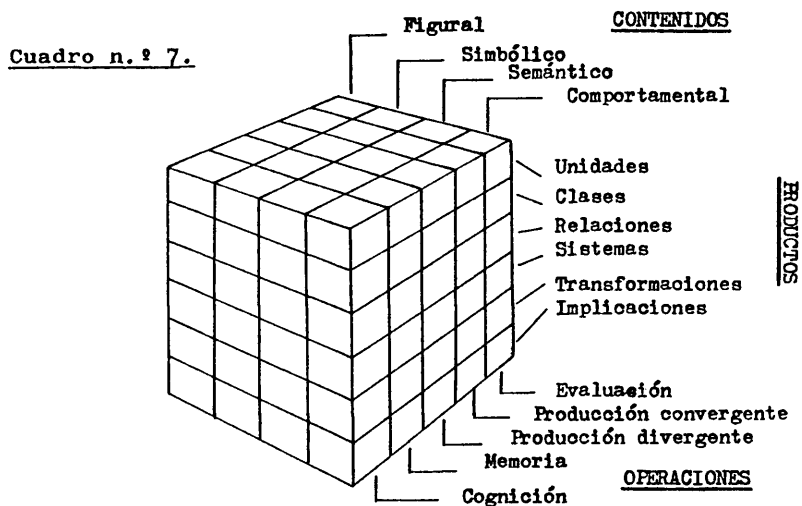 CONTENIDOS
Figural
Cuadro n.º 7.
Simbólico
Semántico
Comportamental
Unidades
Clases
Relaciones
Sistemas
Transformaciones
Implicaciones
PRODUCTOS
Evaluación
Producción convergente
Producción divergente
Memoria
OPERACIONES
Cognición